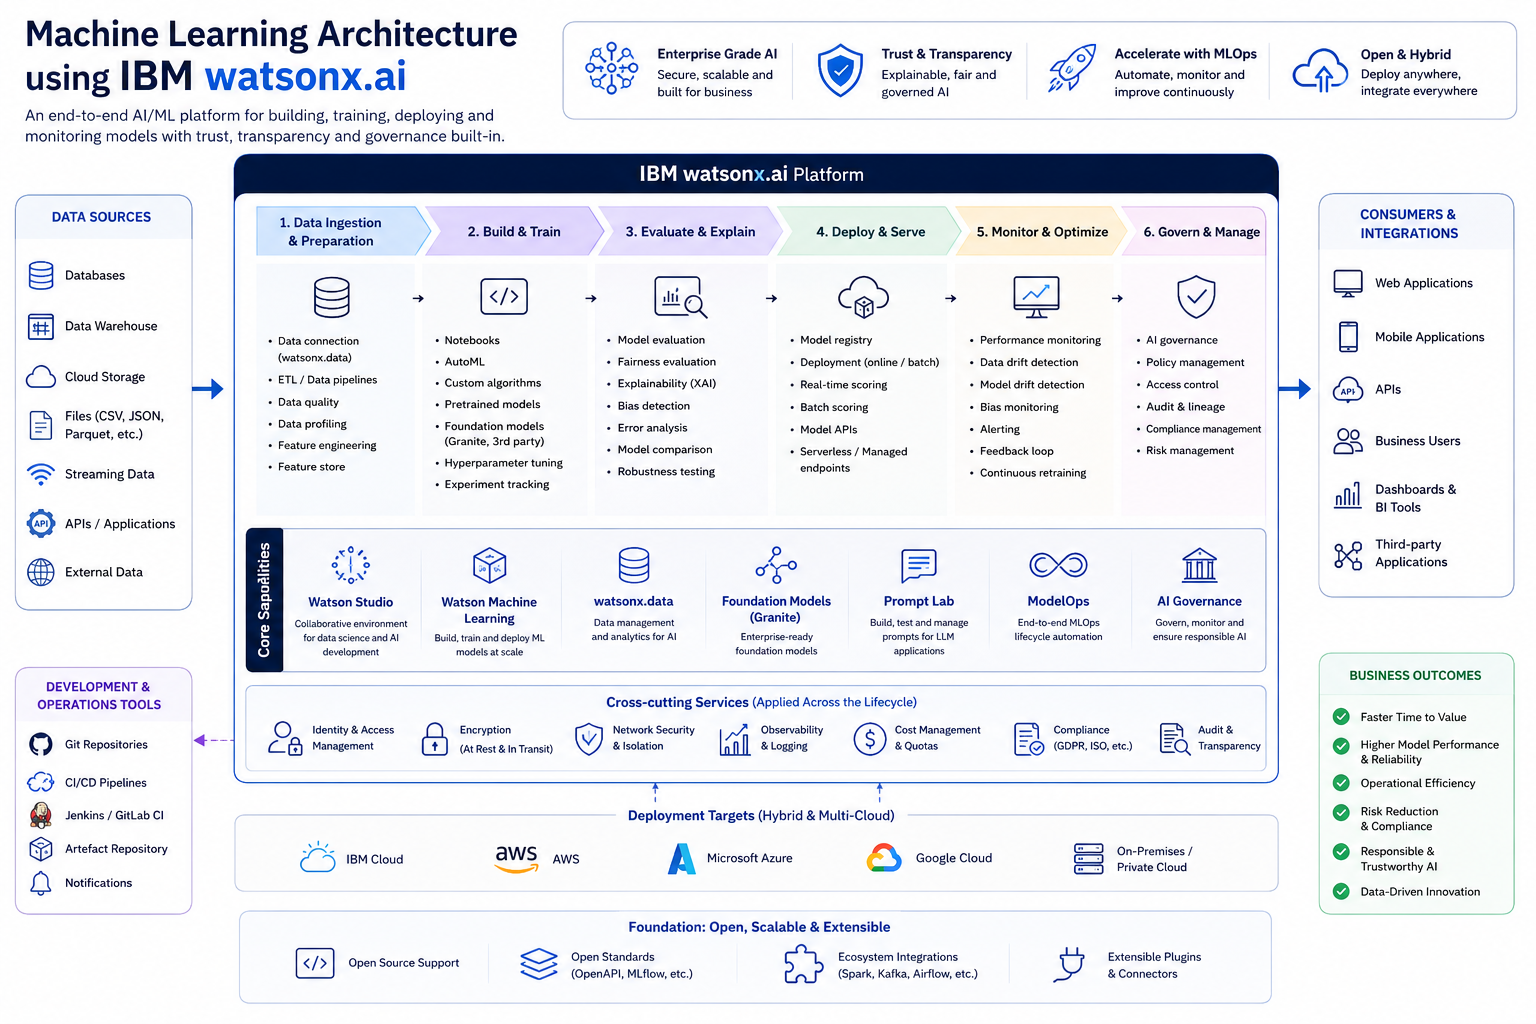 Machine Learning Architecture
using IBM watsonx.ai
An end-to-end AI/ML platform for building, training, deploying and
monitoring models with trust, transparency and governance built-in.
Enterprise Grade AI
Secure, scalable and
built for business
Trust & Transparency
Explainable, fair and
governed AI
Accelerate with MLOps
Automate, monitor and
improve continuously
Open & Hybrid
Deploy anywhere,
integrate everywhere
DATA SOURCES
Databases
Data Warehouse
Cloud Storage
Files (CSV, JSON,
Parquet, etc.)
Streaming Data
API
APIs / Applications
External Data
DEVELOPMENT &
OPERATIONS TOOLS
Git Repositories
CI/CD Pipelines
Jenkins / GitLab CI
Artefact Repository
Notifications
IBM watsonx.ai Platform
1. Data Ingestion
& Preparation
• Data connection
(watsonx.data)
• ETL / Data pipelines
• Data quality
• Data profiling
• Feature engineering
• Feature store
2. Build & Train
• Notebooks
• AutoML
• Custom algorithms
• Pretrained models
• Foundation models
(Granite, 3rd party)
• Hyperparameter tuning
• Experiment tracking
3. Evaluate & Explain
• Model evaluation
• Fairness evaluation
• Explainability (XAI)
• Bias detection
• Error analysis
• Model comparison
• Robustness testing
4. Deploy & Serve
• Model registry
• Deployment (online / batch)
• Real-time scoring
• Batch scoring
• Model APIs
• Serverless / Managed
endpoints
5. Monitor & Optimize
• Performance monitoring
• Data drift detection
• Model drift detection
• Bias monitoring
• Alerting
• Feedback loop
• Continuous retraining
6. Govern & Manage
• AI governance
• Policy management
• Access control
• Audit & lineage
• Compliance management
• Risk management
Core Sapabilities
Watson Studio
Collaborative environment
for data science and AI
development
Watson Machine
Learning
Build, train and deploy ML
models at scale
watsonx.data
Data management
and analytics for AI
Foundation Models
(Granite)
Enterprise-ready
foundation models
Prompt Lab
Build, test and manage
prompts for LLM
applications
ModelOps
End-to-end MLOps
lifecycle automation
AI Governance
Govern, monitor and
ensure responsible AI
Cross-cutting Services (Applied Across the Lifecycle)
Identity & Access
Management
Encryption
(At Rest & In Transit)
Network Security
& Isolation
Observability
& Logging
Cost Management
& Quotas
Compliance
(GDPR, ISO, etc.)
Audit &
Transparency
Deployment Targets (Hybrid & Multi-Cloud)
IBM Cloud
aws
AWS
Microsoft Azure
Google Cloud
On-Premises /
Private Cloud
Foundation: Open, Scalable & Extensible
Open Source Support
Open Standards
(OpenAPI, MLflow, etc.)
Ecosystem Integrations
(Spark, Kafka, Airflow, etc.)
Extensible Plugins
& Connectors
CONSUMERS &
INTEGRATIONS
Web Applications
Mobile Applications
API
APIs
Business Users
Dashboards &
BI Tools
Third-party
Applications
BUSINESS OUTCOMES
Faster Time to Value
Higher Model Performance
& Reliability
Operational Efficiency
Risk Reduction
& Compliance
Responsible &
Trustworthy AI
Data-Driven Innovation